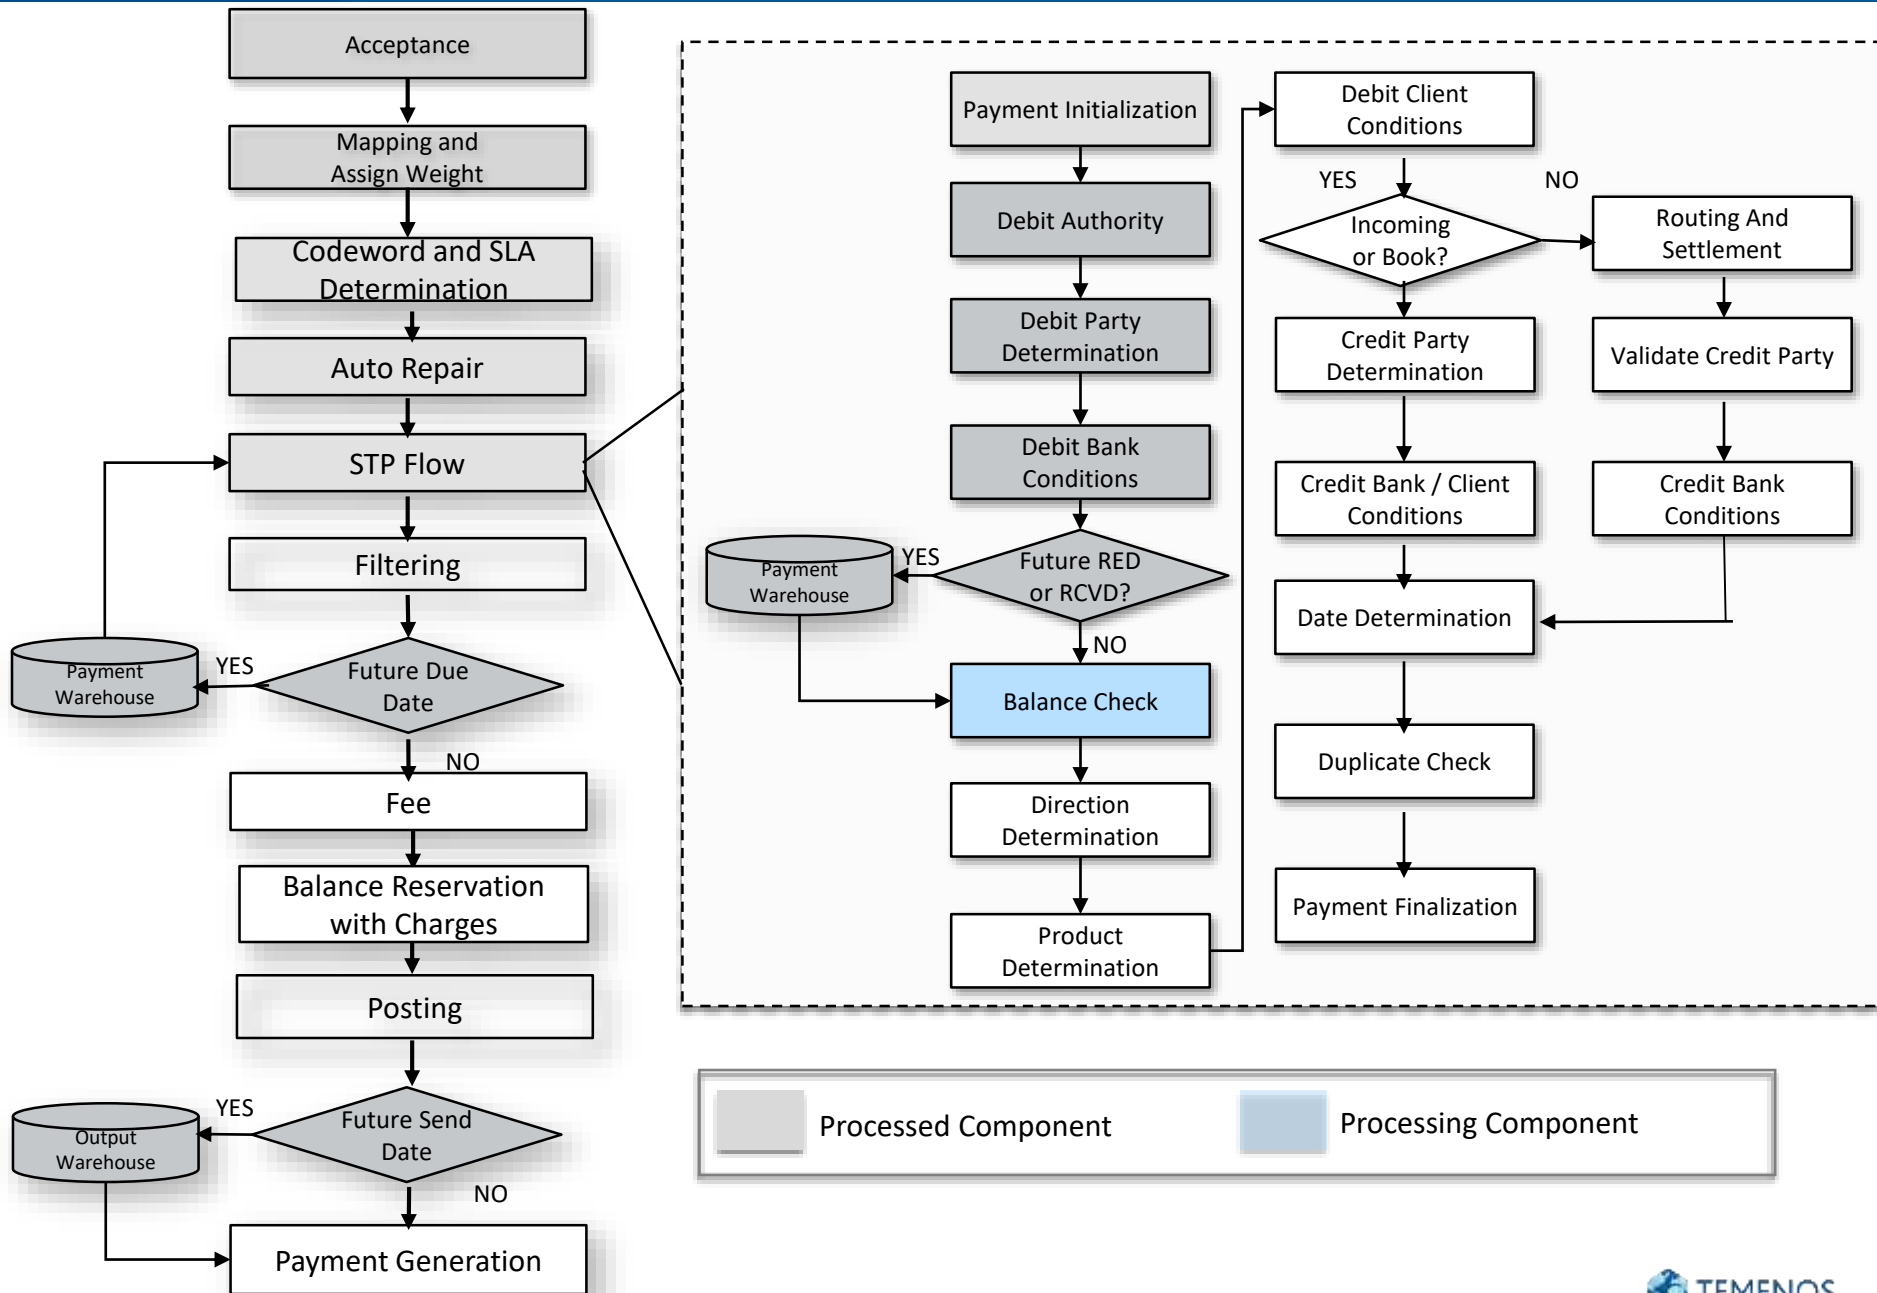 Acceptance
Mapping and
Assign Weight
Codeword and SLA
Determination
Auto Repair
STP Flow
Filtering
Payment
Warehouse
YES
Future Due
Date
NO
Fee
Balance Reservation
with Charges
Posting
Output
Warehouse
YES
Future Send
Date
NO
Payment Generation
Payment Initialization
Debit Authority
Debit Party
Determination
Debit Bank
Conditions
Payment
Warehouse
YES
Future RED
or RCVD?
NO
Balance Check
Direction
Determination
Product
Determination
Debit Client
Conditions
YES
NO
Incoming
or Book?
Routing And
Settlement
Credit Party
Determination
Validate Credit Party
Credit Bank / Client
Conditions
Credit Bank
Conditions
Date Determination
Duplicate Check
Payment Finalization
Processed Component
Processing Component
TEMENOS